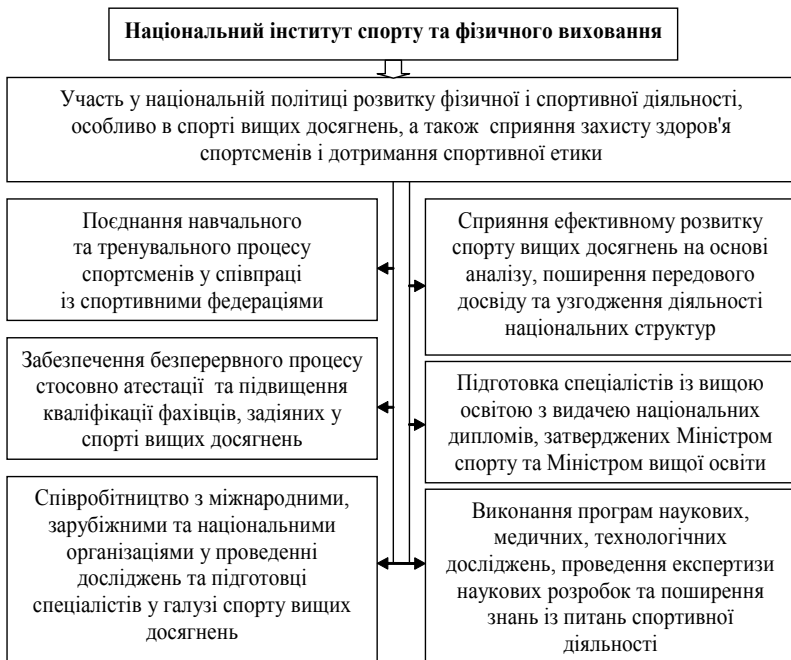 Національний інститут спорту та фізичного виховання
Участь у національній політиці розвитку фізичної і спортивної діяльності,
особливо в спорті вищих досягнень, а також сприяння захисту здоров'я
спортсменів і дотримання спортивної етики
Поєднання навчального
та тренувального процесу
спортсменів у співпраці
із спортивними федераціями
Сприяння ефективному розвитку
спорту вищих досягнень на основі
аналізу, поширення передового
досвіду та узгодження діяльності
національних структур
Забезпечення безперервного процесу
стосовно атестації та підвищення
кваліфікації фахівців, задіяних у
спорті вищих досягнень
Підготовка спеціалістів із вищою
освітою з видачею національних
дипломів, затверджених Міністром
спорту та Міністром вищої освіти
Співробітництво з міжнародними,
зарубіжними та національними
організаціями у проведенні
досліджень та підготовці
спеціалістів у галузі спорту вищих
досягнень
Виконання програм наукових,
медичних, технологічних
досліджень, проведення експертизи
наукових розробок та поширення
знань із питань спортивної
діяльності